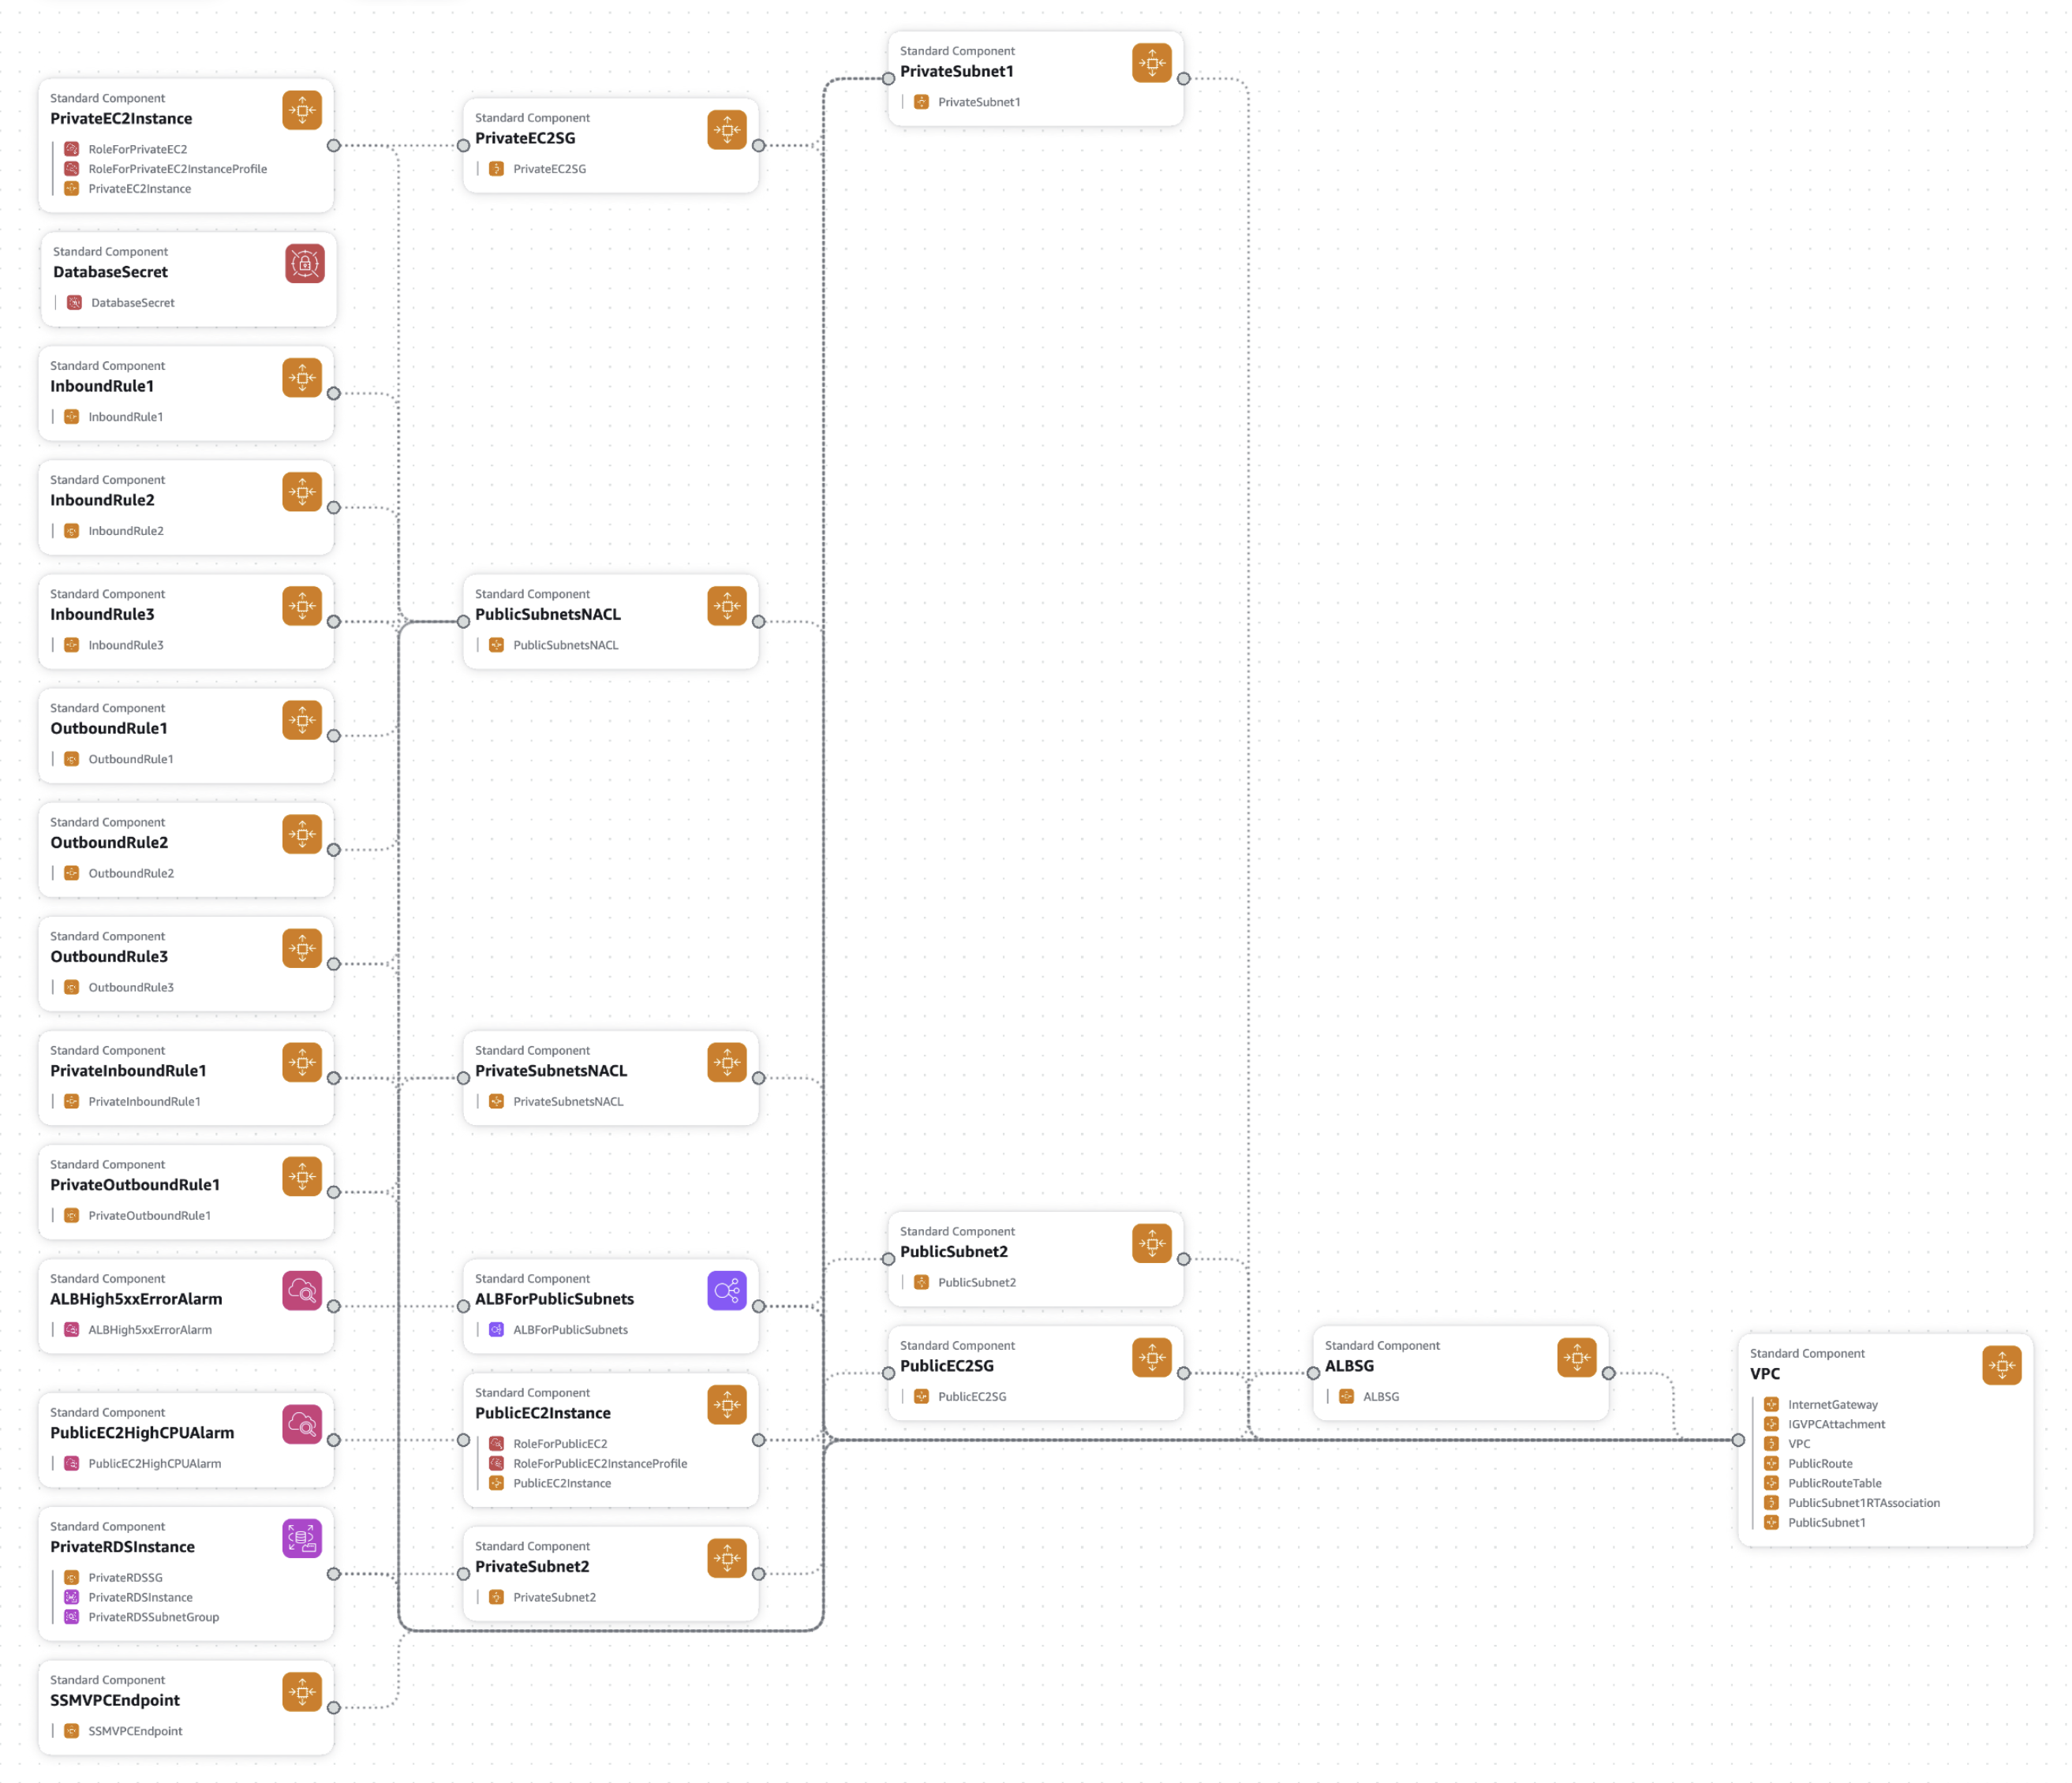 Standard Component
PrivateEC2Instance
RoleForPrivateEC2
RoleForPrivateEC2InstanceProfile
PrivateEC2Instance
Standard Component
DatabaseSecret
DatabaseSecret
Standard Component
InboundRule1
InboundRule1
Standard Component
InboundRule2
InboundRule2
Standard Component
InboundRule3
InboundRule3
Standard Component
OutboundRule1
OutboundRule1
Standard Component
OutboundRule2
OutboundRule2
Standard Component
OutboundRule3
OutboundRule3
Standard Component
PrivateInboundRule1
PrivateInboundRule1
Standard Component
PrivateOutboundRule1
PrivateOutboundRule1
Standard Component
ALBHigh5xxErrorAlarm
ALBHigh5xxErrorAlarm
Standard Component
PublicEC2HighCPUAlarm
PublicEC2HighCPUAlarm
Standard Component
PrivateRDSInstance
PrivateRDSSG
PrivateRDSInstance
PrivateRDSSubnetGroup
Standard Component
SSMVPCEndpoint
SSMVPCEndpoint
Standard Component
PrivateEC2SG
PrivateEC2SG
Standard Component
PublicSubnetsNACL
PublicSubnetsNACL
Standard Component
PrivateSubnetsNACL
PrivateSubnetsNACL
Standard Component
ALBForPublicSubnets
ALBForPublicSubnets
Standard Component
PublicEC2Instance
RoleForPublicEC2
RoleForPublicEC2InstanceProfile
PublicEC2Instance
Standard Component
PrivateSubnet2
PrivateSubnet2
Standard Component
PrivateSubnet1
PrivateSubnet1
Standard Component
PublicSubnet2
PublicSubnet2
Standard Component
PublicEC2SG
PublicEC2SG
Standard Component
ALBSG
ALBSG
Standard Component
VPC
InternetGateway
IGVPCAttachment
VPC
PublicRoute
PublicRouteTable
PublicSubnet1RTAssociation
PublicSubnet1